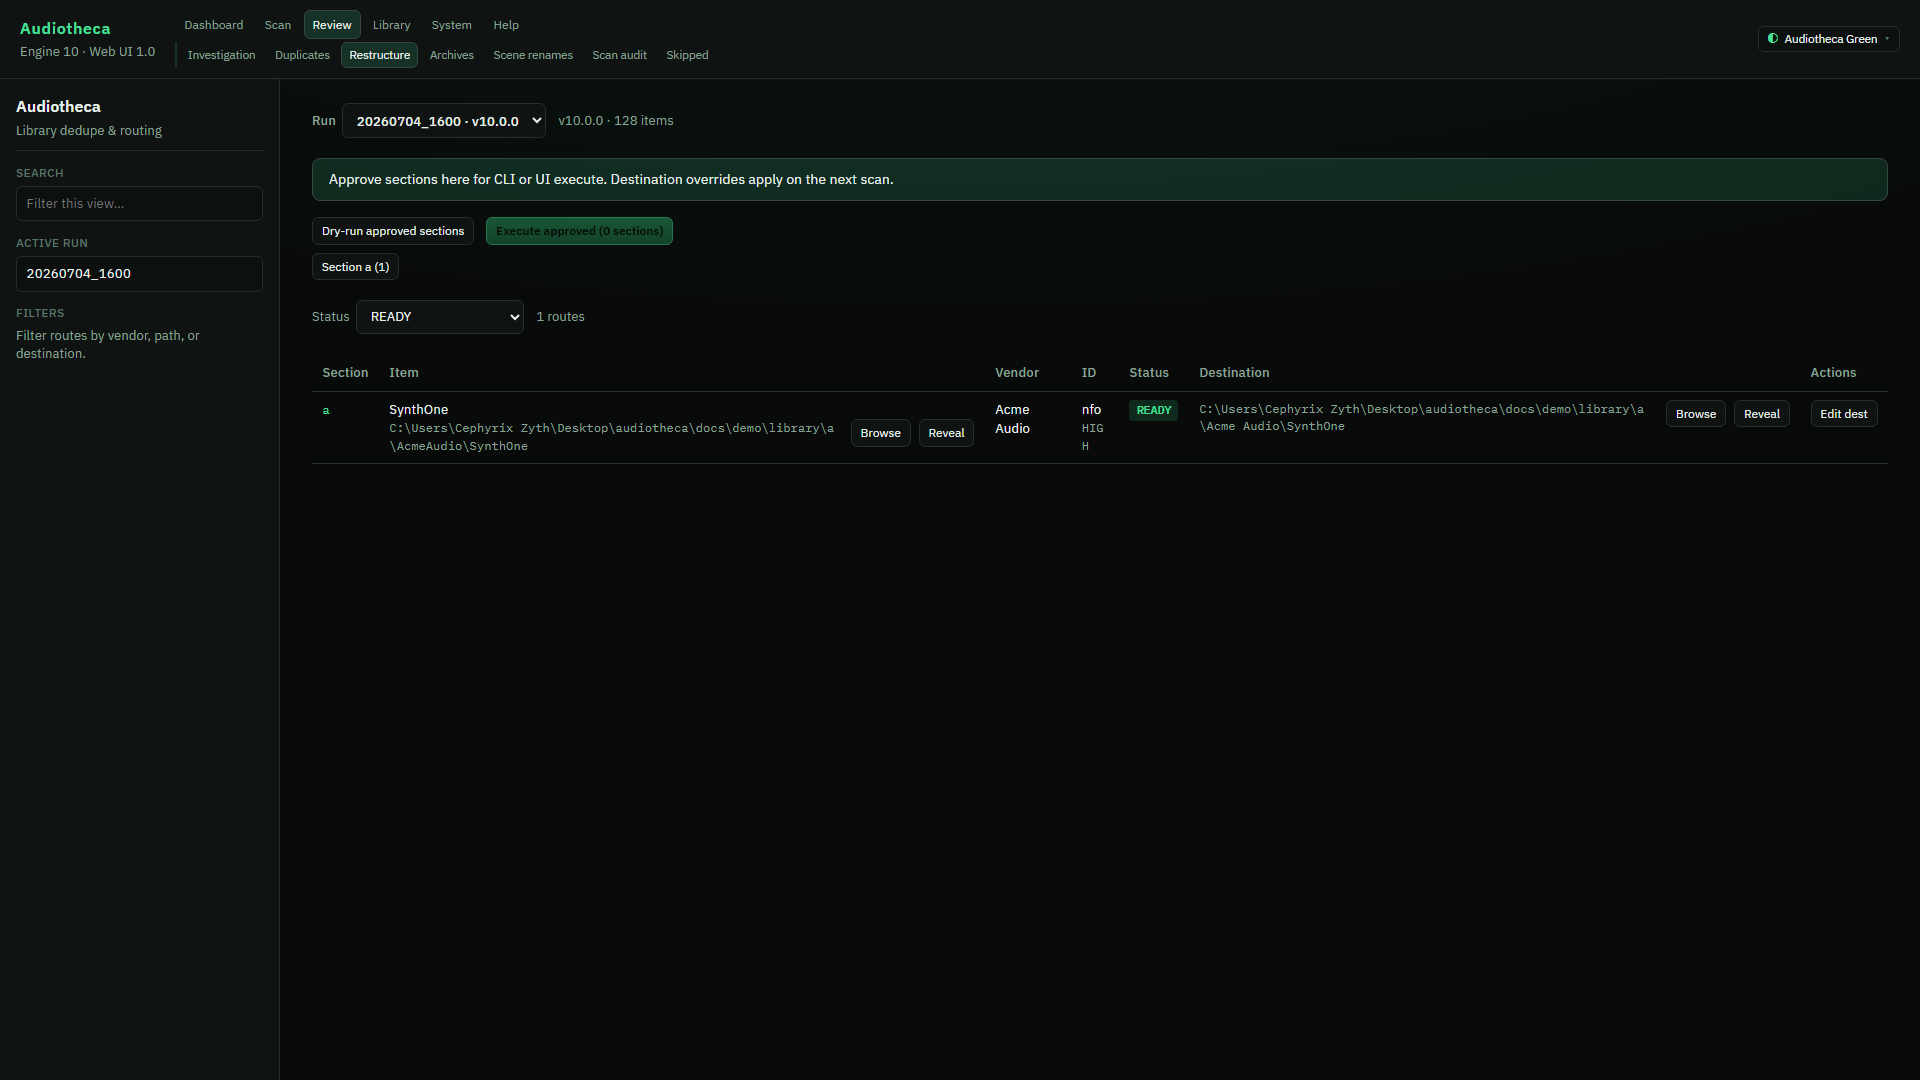 Audiotheca
Engine 10 · Web UI 1.0
Dashboard Scan Review Library System Help
Investigation Duplicates Restructure Archives Scene renames Scan audit Skipped
Audiotheca Green
Audiotheca
Library dedupe & routing
SEARCH
Filter this view...
ACTIVE RUN
20260704_1600
FILTERS
Filter routes by vendor, path, or
destination.
Run 20260704_1600 · v10.0.0 v10.0.0 · 128 items
Approve sections here for CLI or UI execute. Destination overrides apply on the next scan.
Dry-run approved sections Execute approved (0 sections)
Section a (1)
Status READY 1 routes
Section Item Vendor ID Status Destination Actions
a
SynthOne
C:\Users\Cephyrix Zyth\Desktop\audiotheca\docs\demo\library\a
\AcmeAudio\SynthOne
Browse Reveal
Acme
Audio
nfo
HIG
H
READY
C:\Users\Cephyrix Zyth\Desktop\audiotheca\docs\demo\library\a
\Acme Audio\SynthOne
Browse Reveal
Edit dest